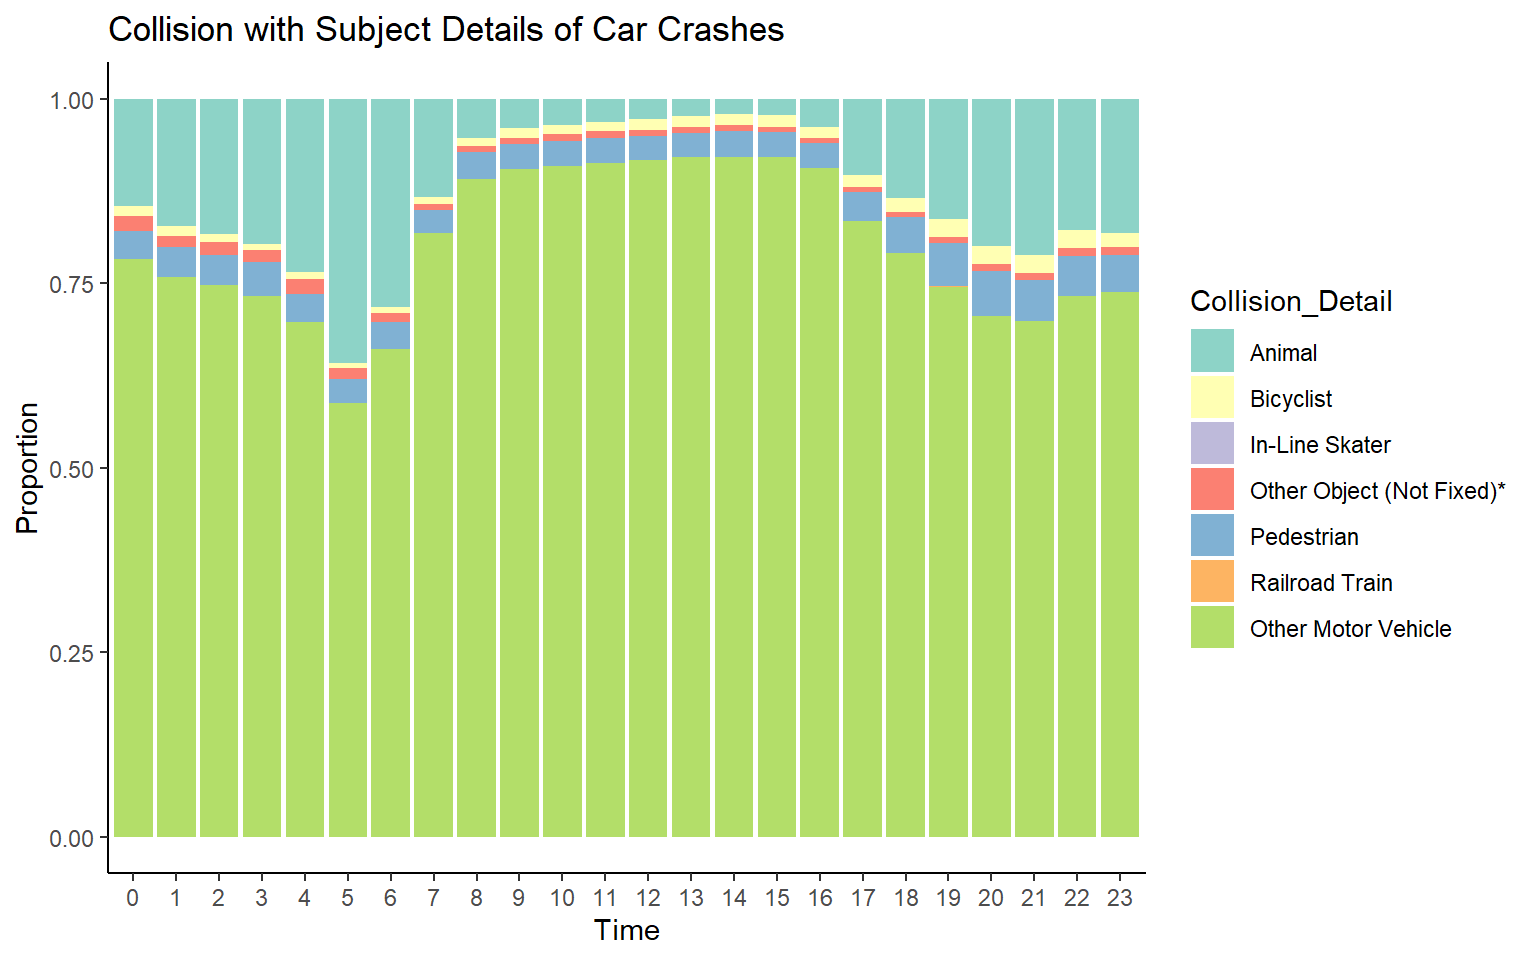 Collision with Subject Details of Car Crashes
1.00
0.75
0.50
0.25
0.00
Proportion
0 1 2 3 4 5 6 7 8 9 10 11 12 13 14 15 16 17 18 19 20 21 22 23
Time
Collision_Detail
Animal
Bicyclist
In-Line Skater
Other Object (Not Fixed)*
Pedestrian
Railroad Train
Other Motor Vehicle